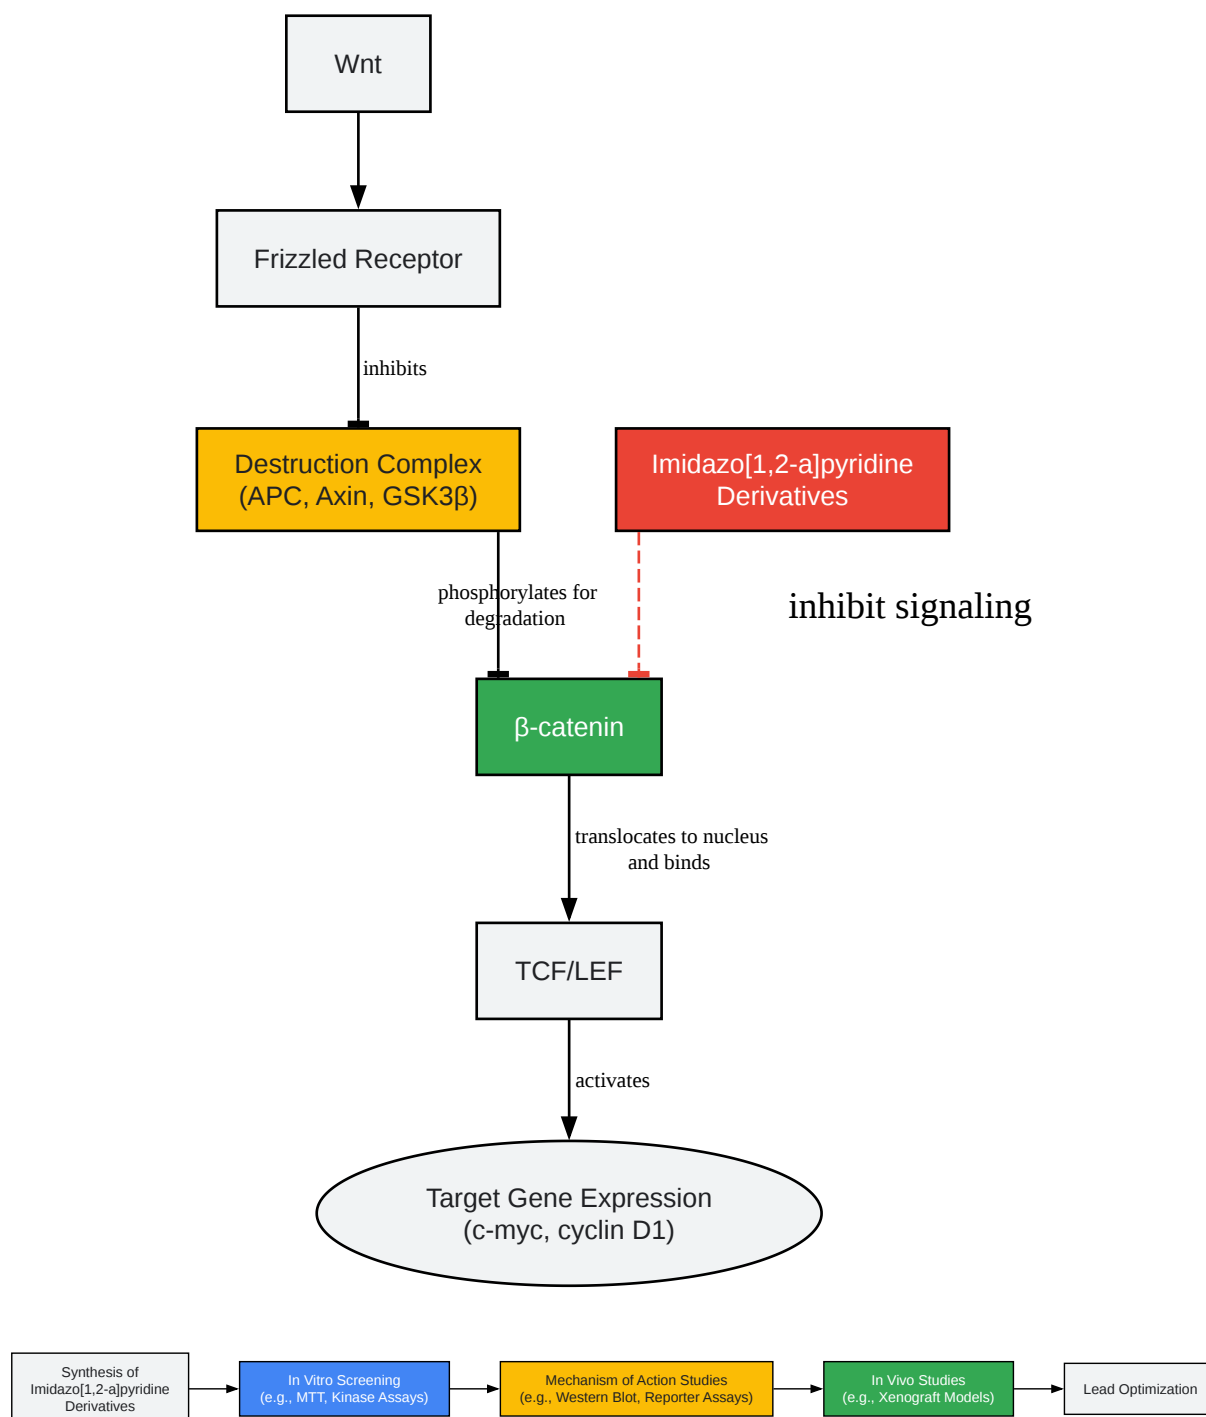 Wnt
Frizzled Receptor
inhibits
Destruction Complex
(APC, Axin, GSK3β)
Imidazo[1,2-a]pyridine
Derivatives
phosphorylates for
degradation
inhibit signaling
β-catenin
translocates to nucleus
and binds
TCF/LEF
activates
Target Gene Expression
(c-myc, cyclin D1)
Synthesis of
Imidazo[1,2-a]pyridine
Derivatives
In Vitro Screening
(e.g., MTT, Kinase Assays)
Mechanism of Action Studies
(e.g., Western Blot, Reporter Assays)
In Vivo Studies
(e.g., Xenograft Models)
Lead Optimization